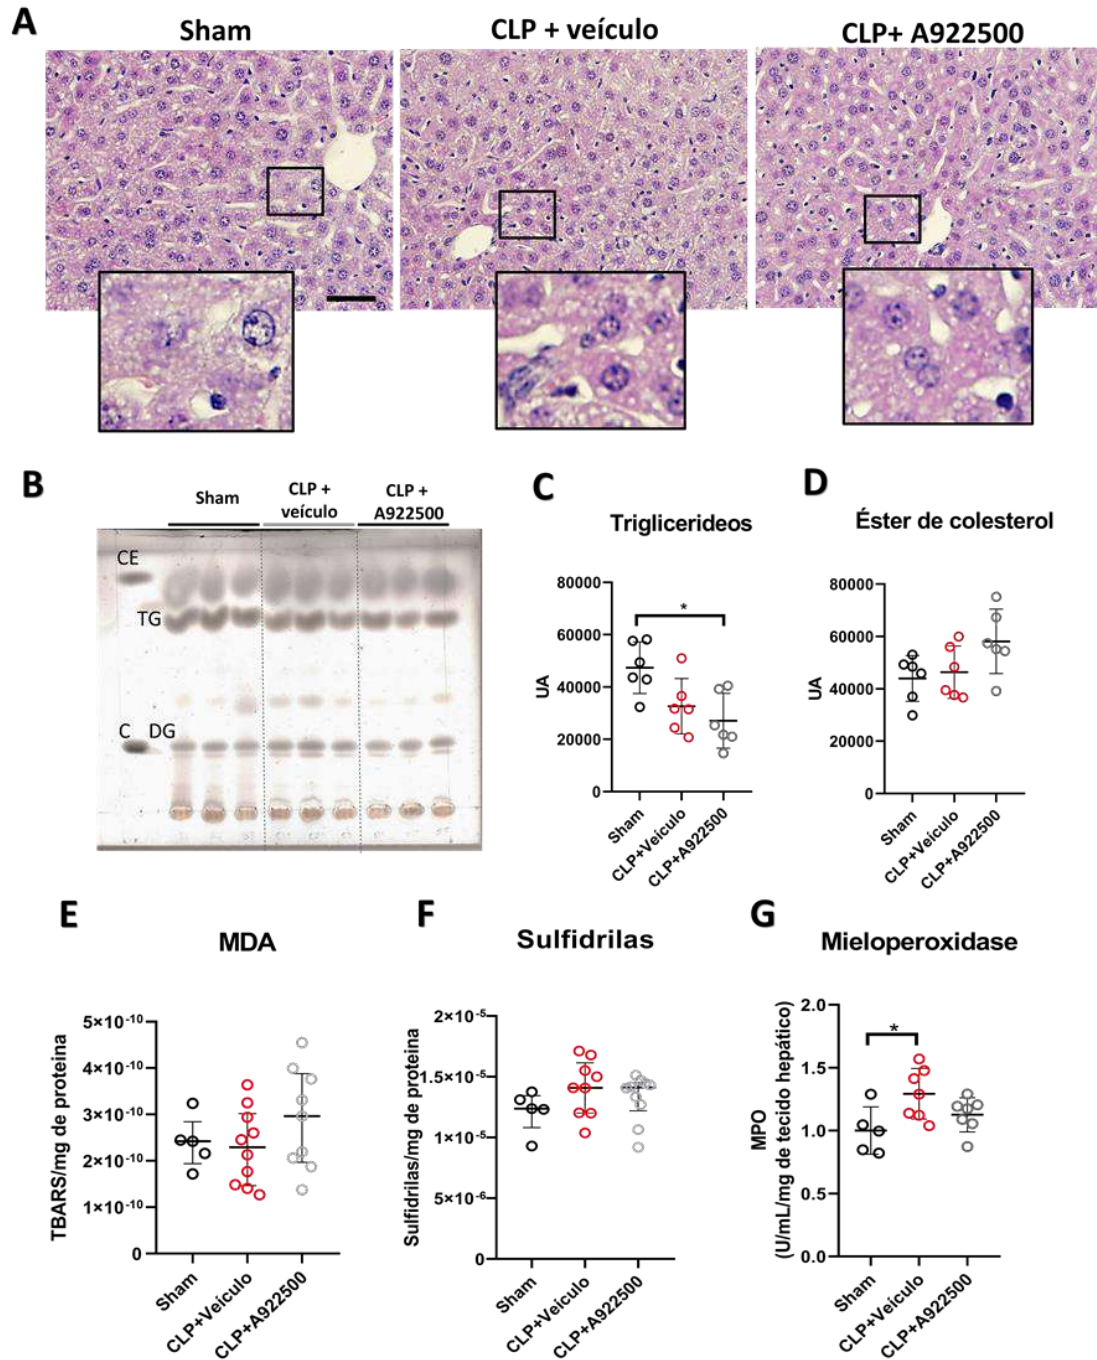 A
Sham
CLP + veículo
CLP+ A922500
B
Sham
CLP +
veículo
CLP +
A922500
CE
TG
C DG
C
Triglicerideos
80000
60000
40000
20000
0
UA
*
Sham
CLP+Veículo
CLP+A922500
D
Éster de colesterol
80000
60000
40000
20000
0
UA
Sham
CLP+Veículo
CLP+A922500
E
MDA
5×10-10
4×10-10
3×10-10
2×10-10
1×10-10
0
TBARS/mg de proteina
Sham
CLP+Veículo
CLP+A922500
F
Sulfidrilas
2×10-5
1.5×10-5
1×10-5
5×10-6
0
Sulfidrilas/mg de proteina
Sham
CLP+Veículo
CLP+A922500
G
Mieloperoxidase
2.0
1.5
1.0
0.5
0.0
MPO
(U/mL/mg de tecido hepático)
*
Sham
CLP+Veículo
CLP+A922500